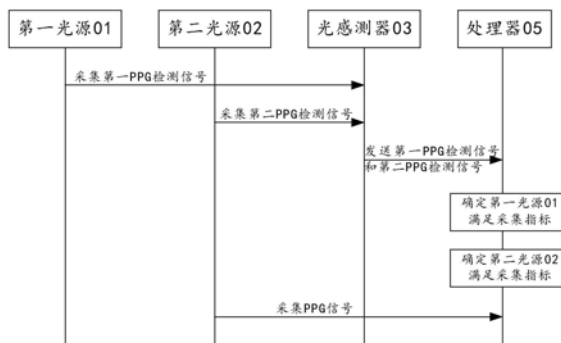 第一光源01
第二光源02
光感测器03
处理器05
采集第一PPG检测信号
采集第二PPG检测信号
发送第一PPG检测信号
和第二PPG检测信号
确定第一光源01
满足采集指标
确定第二光源02
满足采集指标
采集PPG信号